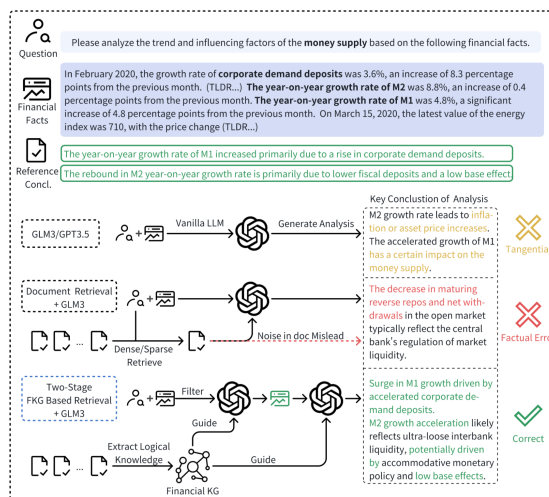 Question
Please analyze the trend and influencing factors of the money supply based on the following financial facts.
Financial
Facts
In February 2020, the growth rate of corporate demand deposits was 3.6%, an increase of 8.3 percentage
points from the previous month. (TLDR...) The year-on-year growth rate of M2 was 8.8%, an increase of 0.4
percentage points from the previous month. The year-on-year growth rate of M1 was 4.8%, a significant
increase of 4.8 percentage points from the previous month. On March 15, 2020, the latest value of the energy
index was 710, with the price change (TLDR...)
Reference
Concl.
The year-on-year growth rate of M1 increased primarily due to a rise in corporate demand deposits.
The rebound in M2 year-on-year growth rate is primarily due to lower fiscal deposits and a low base effect.
Key Conclustion of Analysis
GLM3/GPT3.5
Vanilla LLM
Generate Analysis
M2 growth rate leads to infla-
tion or asset price increases.
The accelerated growth of M1
has a certain impact on the
money supply.
Tangential
Document Retrieval
+ GLM3
Dense/Sparse
Retrieve
Noise in doc Mislead
The decrease in maturing
reverse repos and net with-
drawals in the open market
typically reflect the central
bank's regulation of market
liquidity.
Factual Error
Two-Stage
FKG Based Retrieval
+ GLM3
Filter
Guide
Extract Logical
Knowledge
Financial KG
Guide
Surge in M1 growth driven by
accelerated corporate de-
mand deposits.
M2 growth acceleration likely
reflects ultra-loose interbank
liquidity, potentially driven
by accommodative monetary
policy and low base effects.
Correct